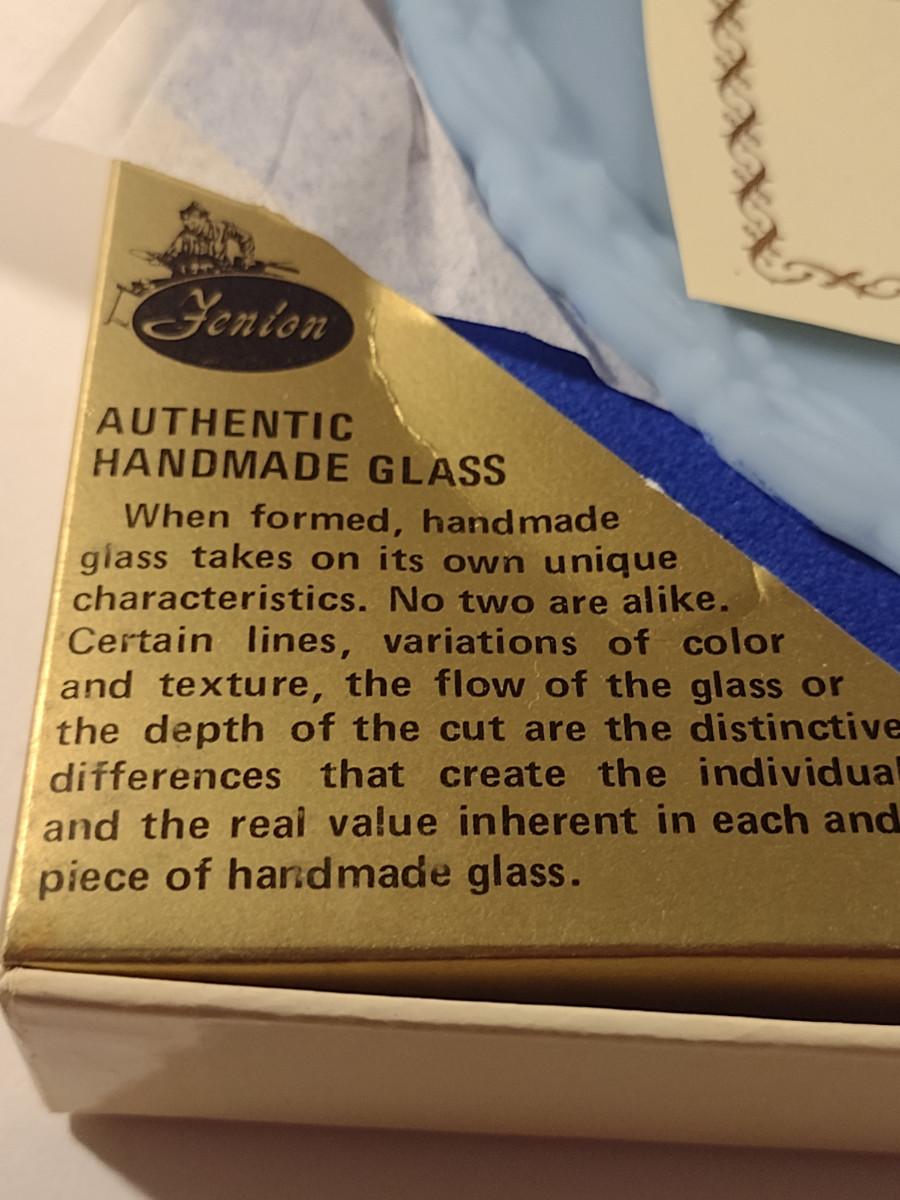 Fenton
AUTHENTIC
HANDMADE GLASS
When formed, handmade
glass takes on its own unique
characteristics. No two are alike.
Certain lines, variations of color
and texture, the flow of the glass or
the depth of the cut are the distinctive
differences that create the individual
and the real value inherent in each and
piece of handmade glass.